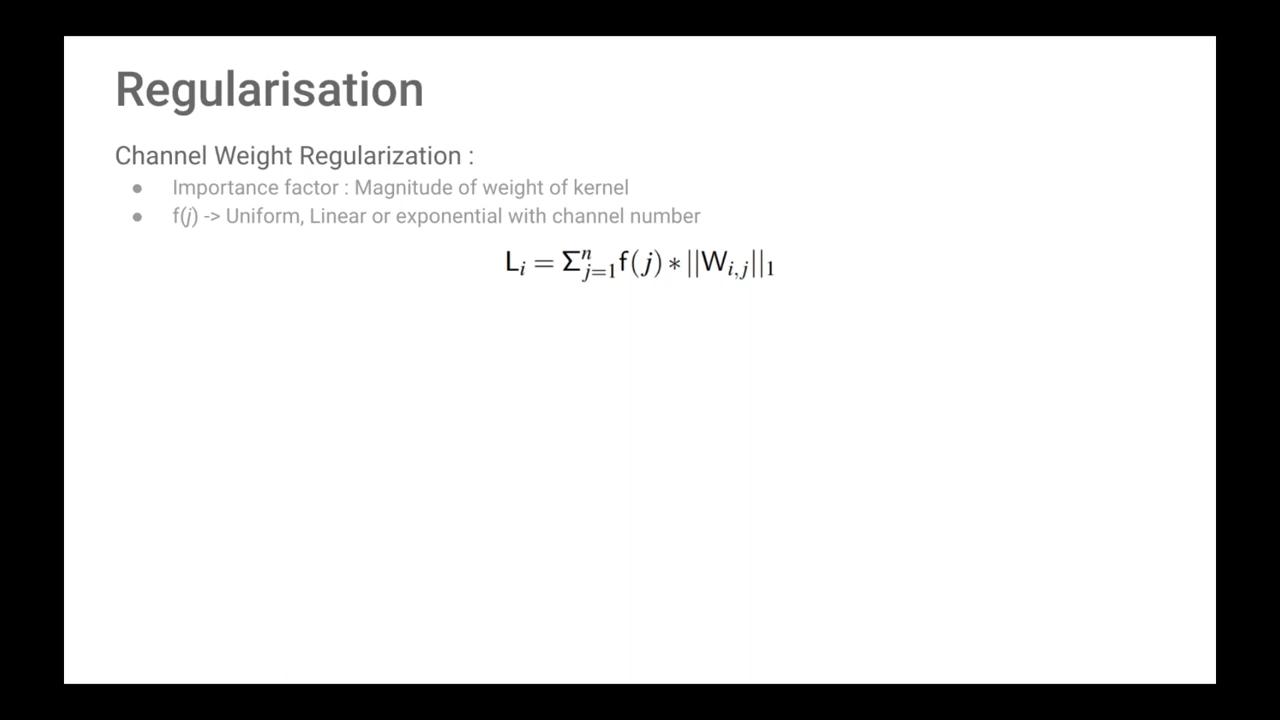 Regularisation
Channel Weight Regularization :
● Importance factor : Magnitude of weight of kernel
● f(j) -> Uniform, Linear or exponential with channel number
L_i = Σ_{j=1}^n f(j) ∗ ||W_{i,j}||_1